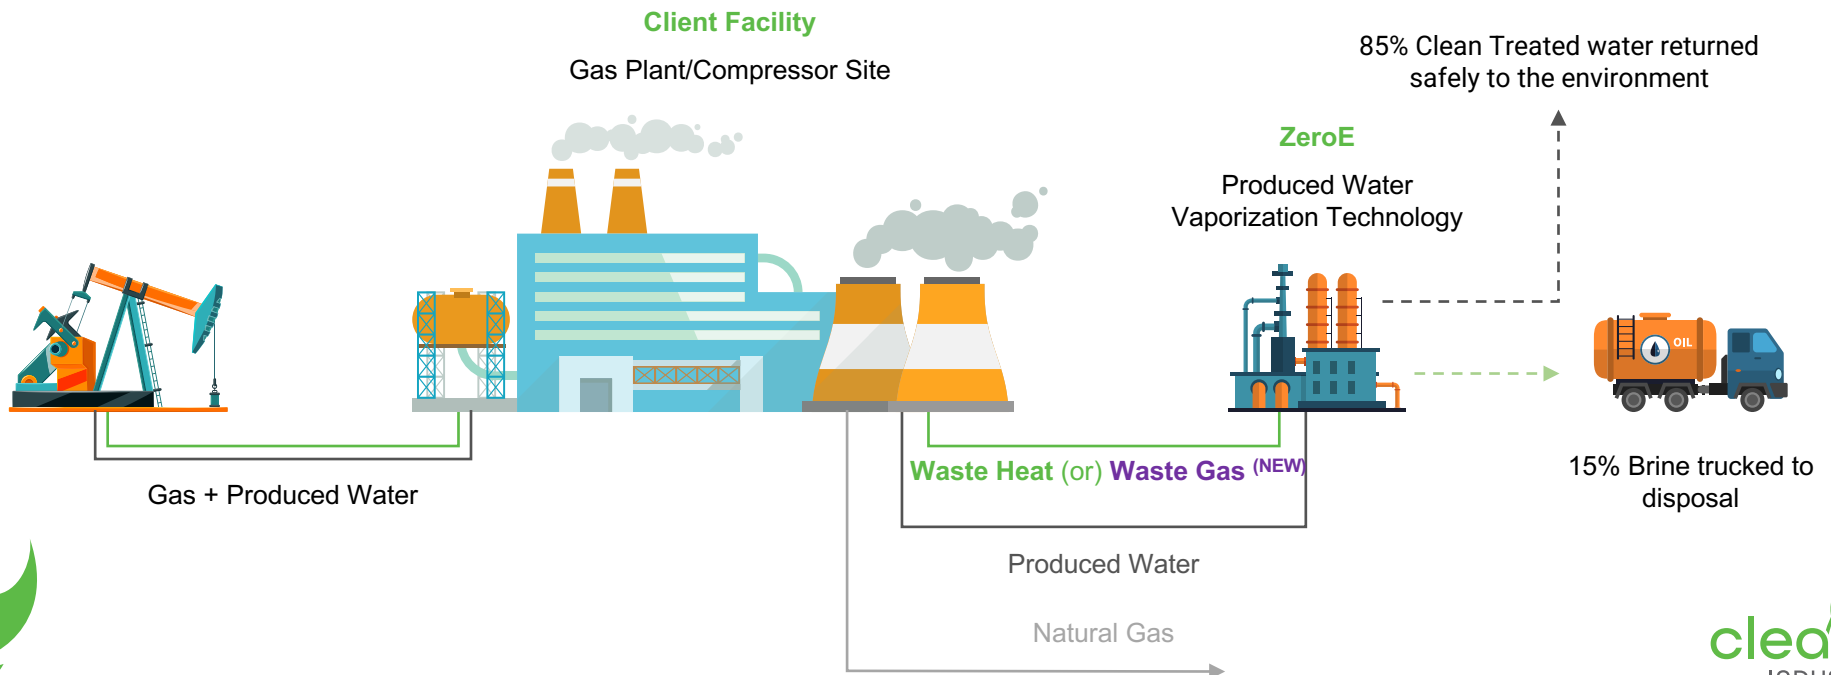 Client Facility
Gas Plant/Compressor Site
85% Clean Treated water returned
safely to the environment
ZeroE
Produced Water
Vaporization Technology
OIL
Gas + Produced Water
Waste Heat (or) Waste Gas (NEW)
15% Brine trucked to
disposal
Produced Water
Natural Gas
clea